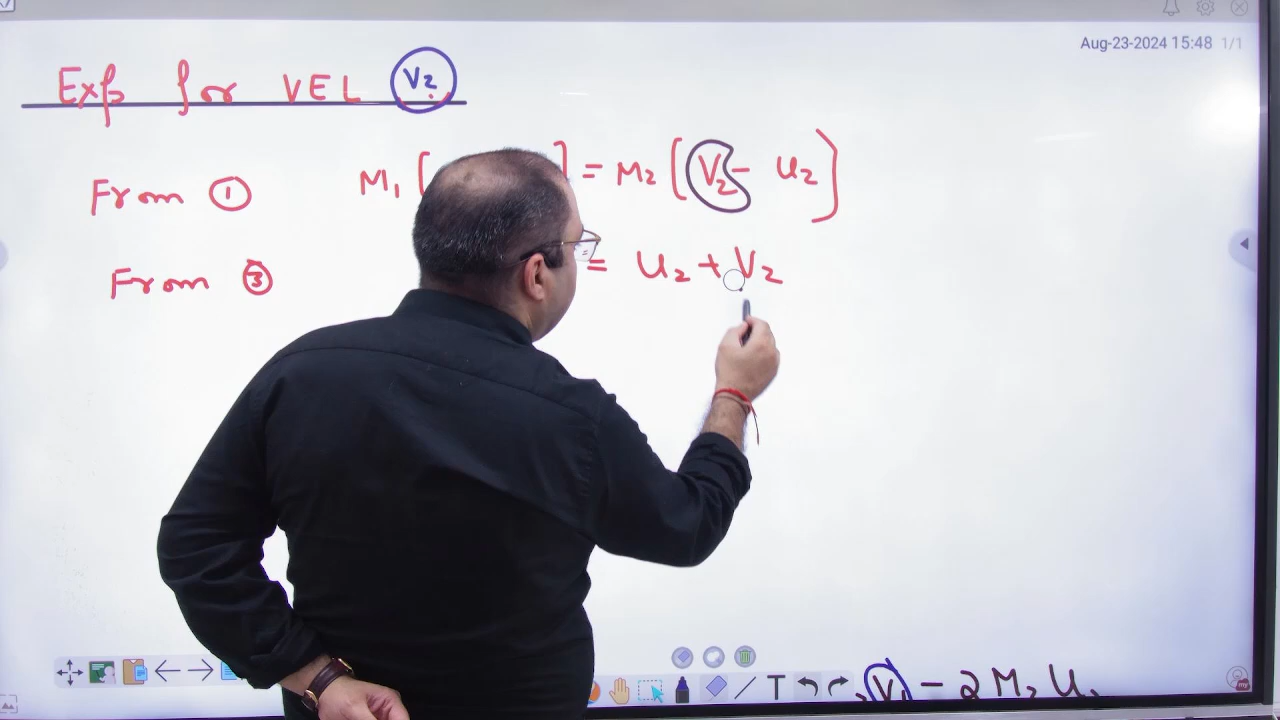 Aug-23-2024 15:48 1/1
Exp for VEL V2
From 1 M1 [ ] = M2 [V2 - U2]
From 3 = U2 + V2
V1 - 2 M2 U2
T